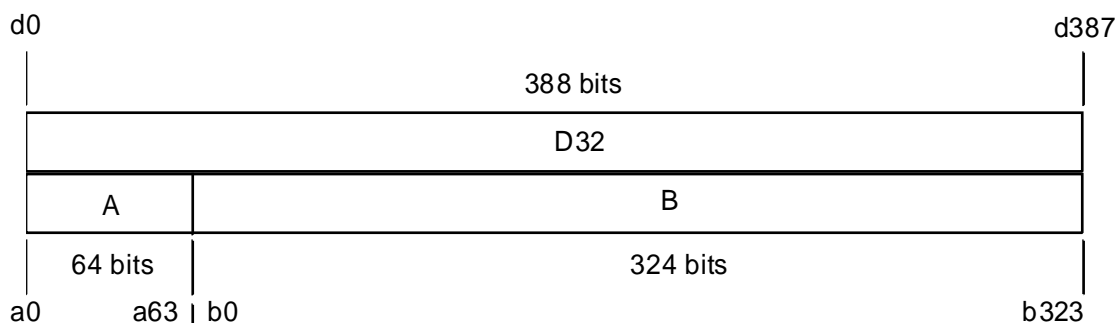 d0 d387
388 bits
D32
A B
64 bits 324 bits
a0 a63 b0 b323